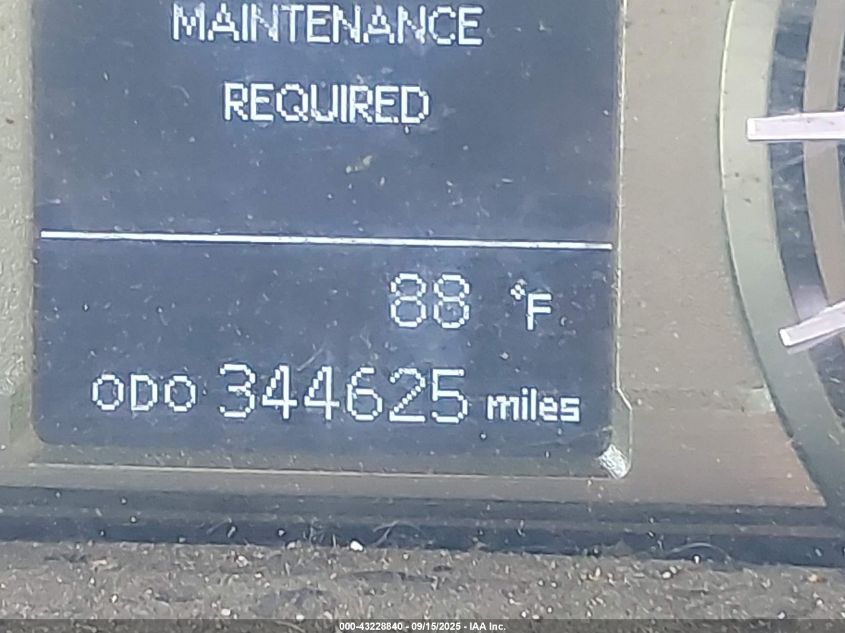 MAINTENANCE
REQUIRED
88 °F
ODO 344625 miles
000-43228840 - 09/15/2025 - IAA Inc.